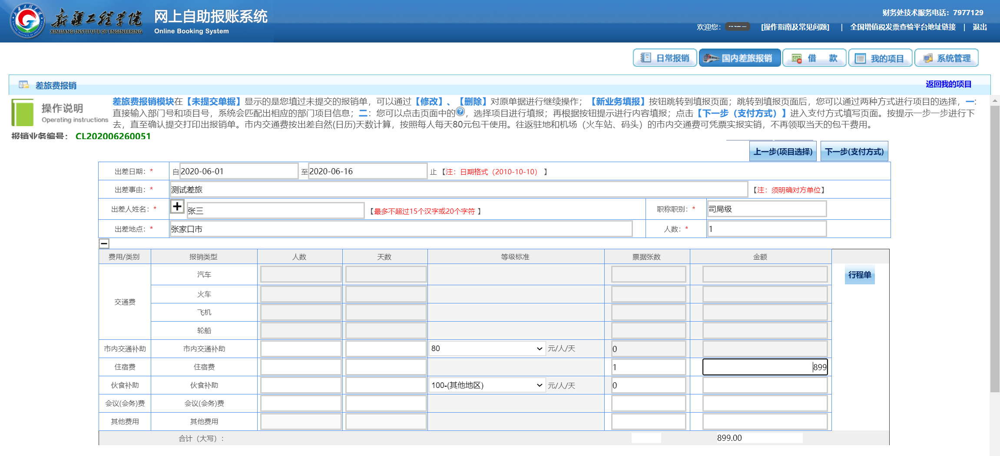 新疆工程学院
XINJIANG INSTITUTE OF ENGINEERING
网上自助报账系统
Online Booking System
财务处技术服务电话：7977129
欢迎您：
[操作指南及常见问题] | 全国增值税发票查验平台地址链接 | 退出
日常报销 国内差旅报销 借 款 我的项目 系统管理
差旅费报销 返回我的项目
操作说明
Operating instructions
差旅费报销模块在【未提交单据】显示的是您填过未提交的报销单，可以通过【修改】、【删除】对原单据进行继续操作；【新业务填报】按钮跳转到填报页面；跳转到填报页面后，您可以通过两种方式进行项目的选择，一:
直接输入部门号和项目号，系统会匹配出相应的部门项目信息；二：您可以点击页面中的?，选择项目进行填报；再根据按钮提示进行内容填报；点击【下一步（支付方式）】进入支付方式填写页面。按提示一步一步进行下
去，直至确认提交打印出报销单。市内交通费按出差自然(日历)天数计算，按照每人每天80元包干使用。往返驻地和机场（火车站、码头）的市内交通费可凭票实报实销，不再领取当天的包干费用。
报销业务编号： CL202006260051
上一步(项目选择) 下一步(支付方式)
出差日期：* 自2020-06-01 至2020-06-16 止【注：日期格式（2010-10-10）】
出差事由：* 测试差旅 【注：须明确对方单位】
出差人姓名：* 张三 【最多不超过15个汉字或20个字符 】 职称职别：* 司局级
出差地点：* 张家口市 人数：* 1
费用/类别 报销类型 人数 天数 等级标准 票据张数 金额
交通费 汽车 行程单
火车
飞机
轮船
市内交通补助 市内交通补助 80 元/人/天 0
住宿费 住宿费 1 899
伙食补助 伙食补助 100-(其他地区) 元/人/天 0
会议(会务)费 会议(会务)费
其他费用 其他费用
合计（大写）： 899.00